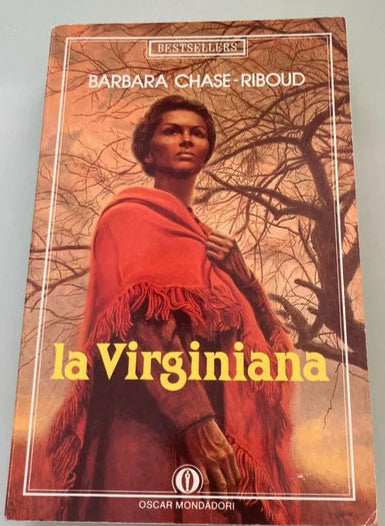 BESTSELLERS
BARBARA CHASE-RIBOUD
la Virginiana
OSCAR MONDADORI